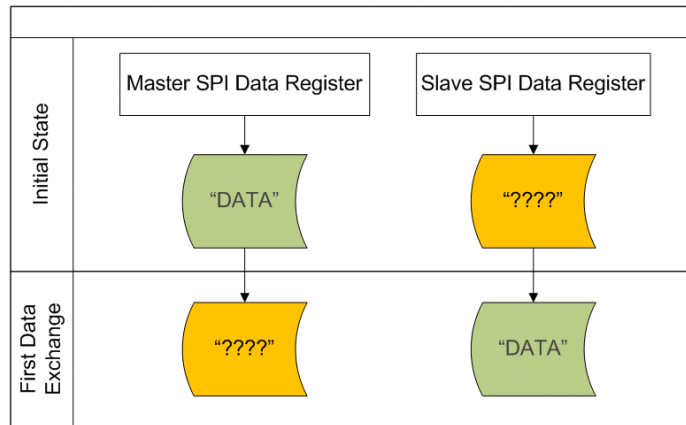 Initial State
Master SPI Data Register
Slave SPI Data Register
“DATA”
“????”
First Data
Exchange
“????”
“DATA”